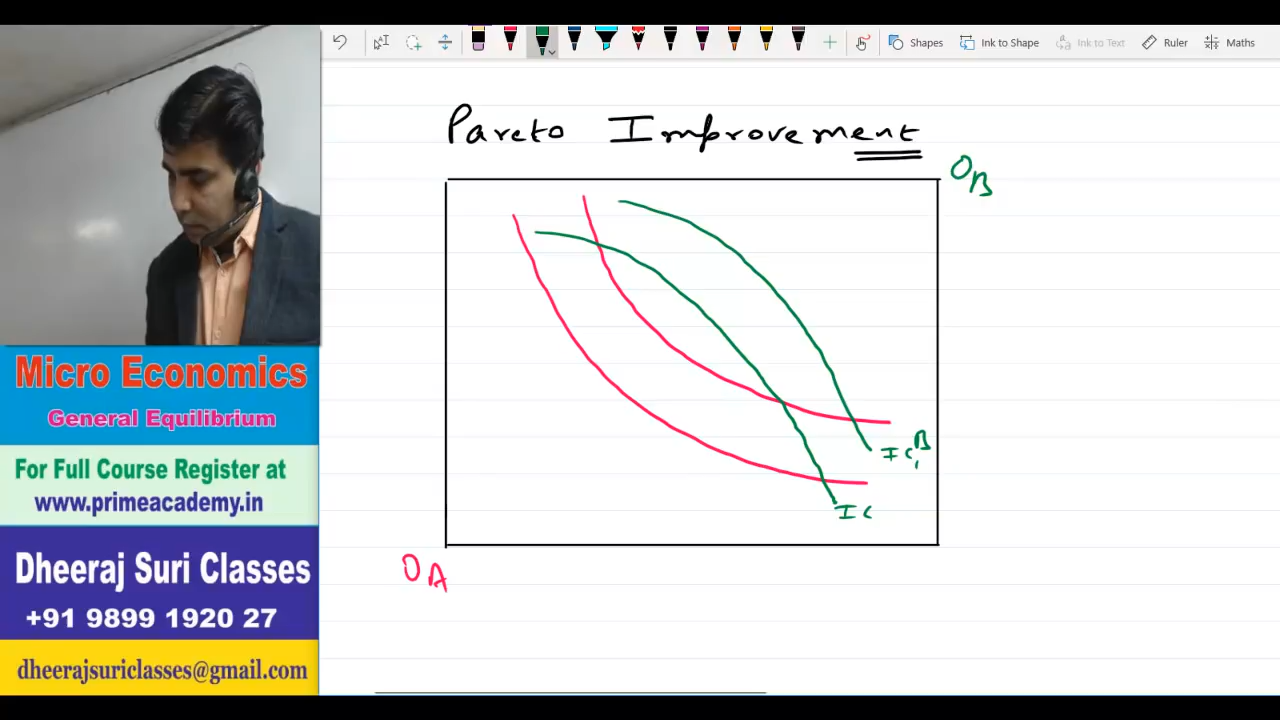 Shapes
Ink to Shape
Ink to Text
Ruler
Maths
Pareto Improvement
OB
IC1B
IC
OA
Micro Economics
General Equilibrium
For Full Course Register at
www.primeacademy.in
Dheeraj Suri Classes
+91 9899 1920 27
dheerajsuriclasses@gmail.com